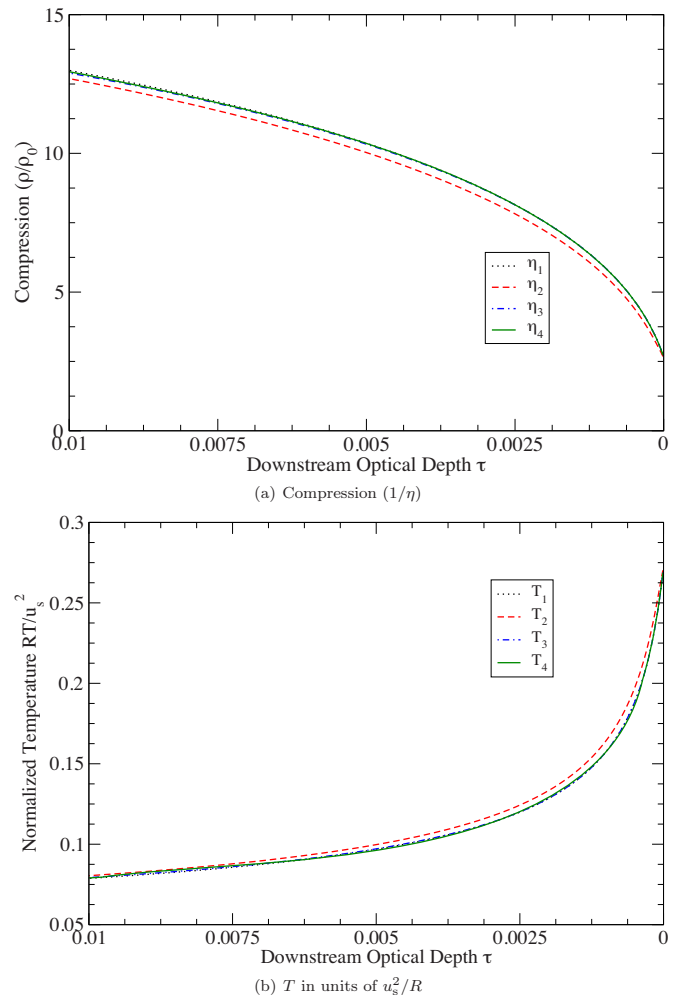 15
10
5
0
Compression (ρ/ρ₀)
η₁
η₂
η₃
η₄
0.01 0.0075 0.005 0.0025 0
Downstream Optical Depth τ
(a) Compression (1/η)
0.3
0.25
0.2
0.15
0.1
0.05
Normalized Temperature RT/uₛ²
T₁
T₂
T₃
T₄
0.01 0.0075 0.005 0.0025 0
Downstream Optical Depth τ
(b) T in units of uₛ²/R